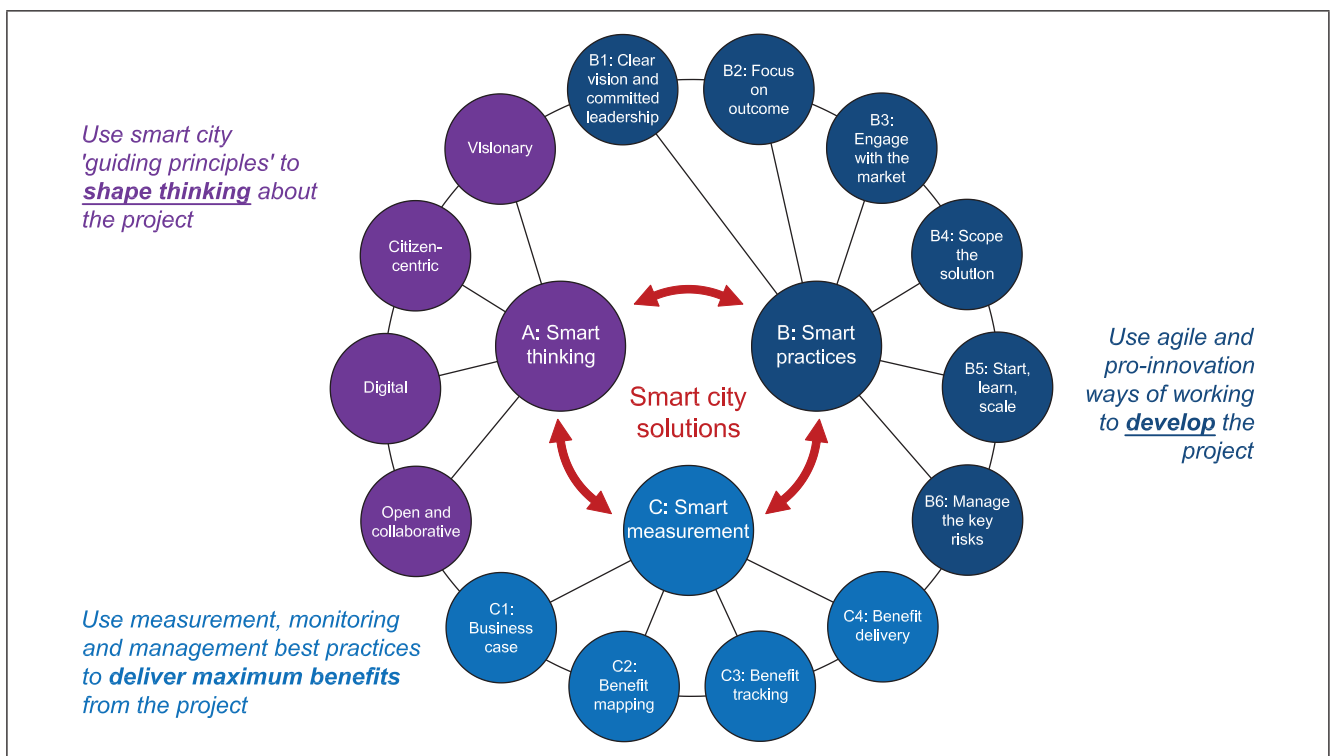 Use smart city
'guiding principles' to
shape thinking about
the project
VIsionary
Citizen-
centric
Digital
Open and
collaborative
A: Smart
thinking
B1: Clear
vision and
committed
leadership
B2: Focus
on
outcome
B3:
Engage
with the
market
B4: Scope
the
solution
B5: Start,
learn,
scale
B6: Manage
the key
risks
B: Smart
practices
Use agile and
pro-innovation
ways of working
to develop the
project
Smart city
solutions
C: Smart
measurement
C1:
Business
case
C2:
Benefit
mapping
C3: Benefit
tracking
C4: Benefit
delivery
Use measurement, monitoring
and management best practices
to deliver maximum benefits
from the project